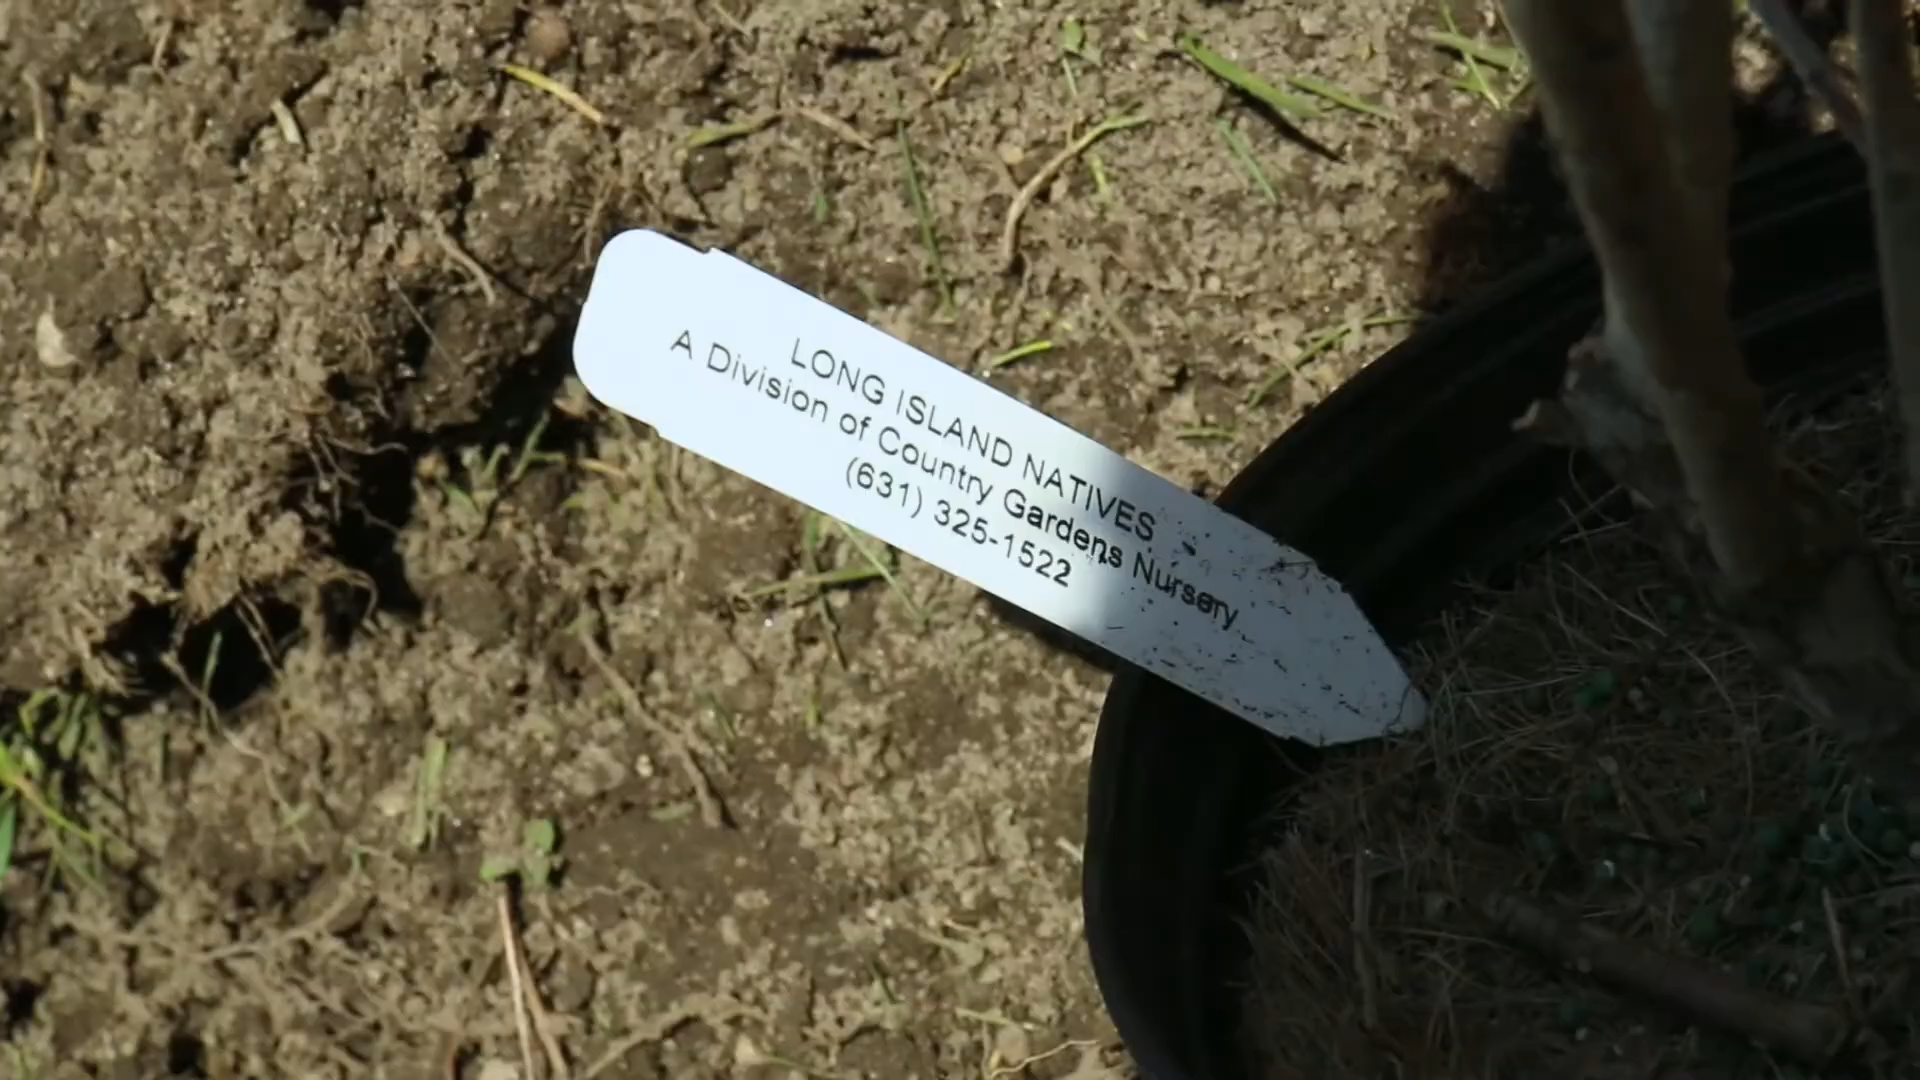 LONG ISLAND NATIVES
A Division of Country Gardens Nursery
(631) 325-1522